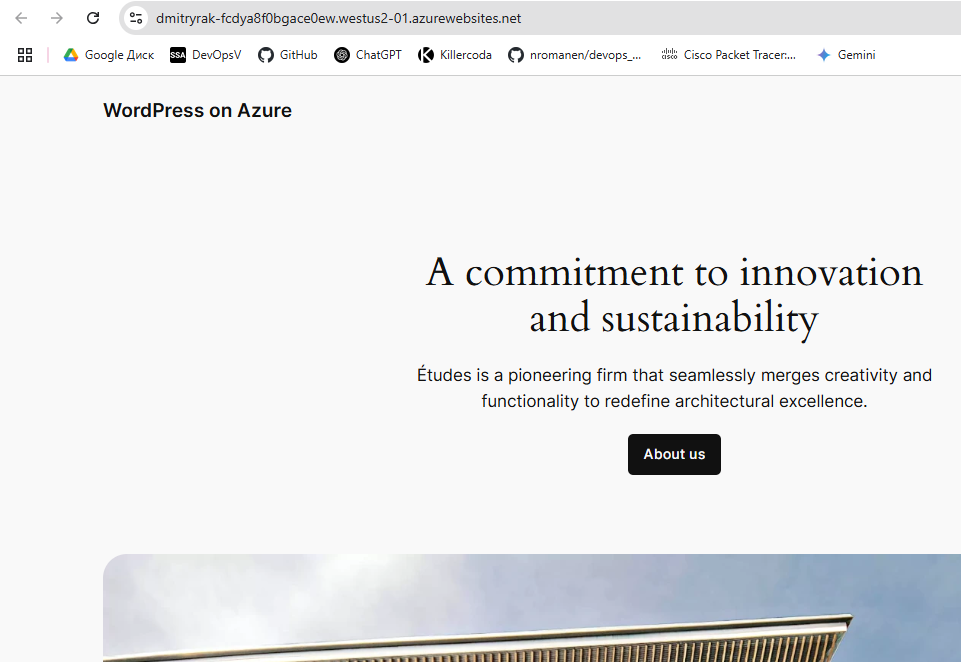 dmitryrak-fcdya8f0bgace0ew.westus2-01.azurewebsites.net
Google Диск SSA DevOpsV GitHub ChatGPT Killercoda nromanen/devops_... cisco Cisco Packet Tracer:... Gemini
WordPress on Azure
A commitment to innovation
and sustainability
Études is a pioneering firm that seamlessly merges creativity and
functionality to redefine architectural excellence.
About us